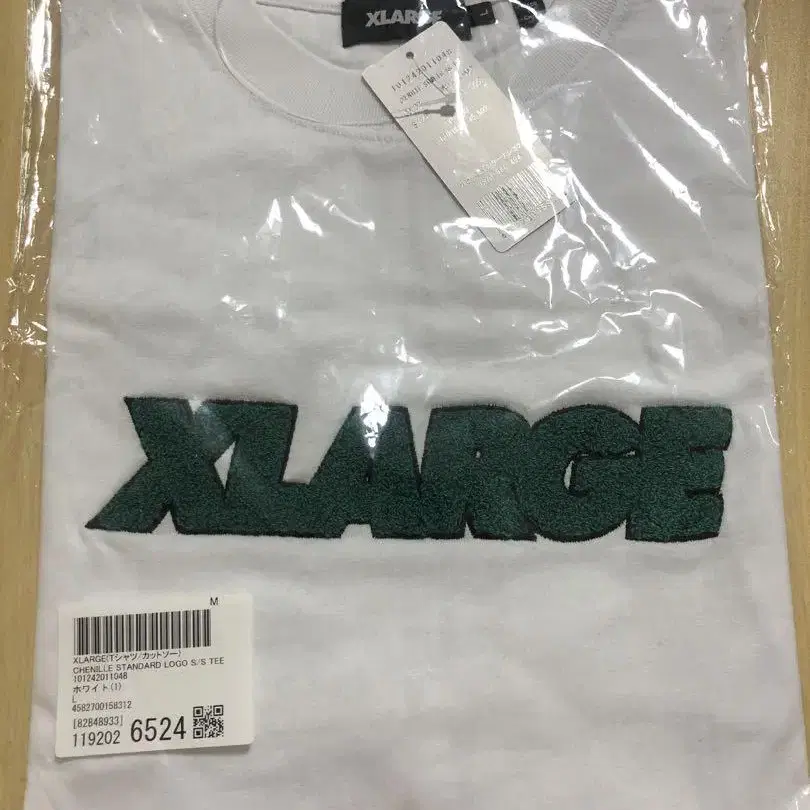 XLARGE
L
101242011048
XLARGE
M
XLARGE(Tシャツ/カットソー)
CHENILLE STANDARD LOGO S/S TEE
101242011048
ホワイト(1)
L
4582700158312
[82848933]
119202 6524